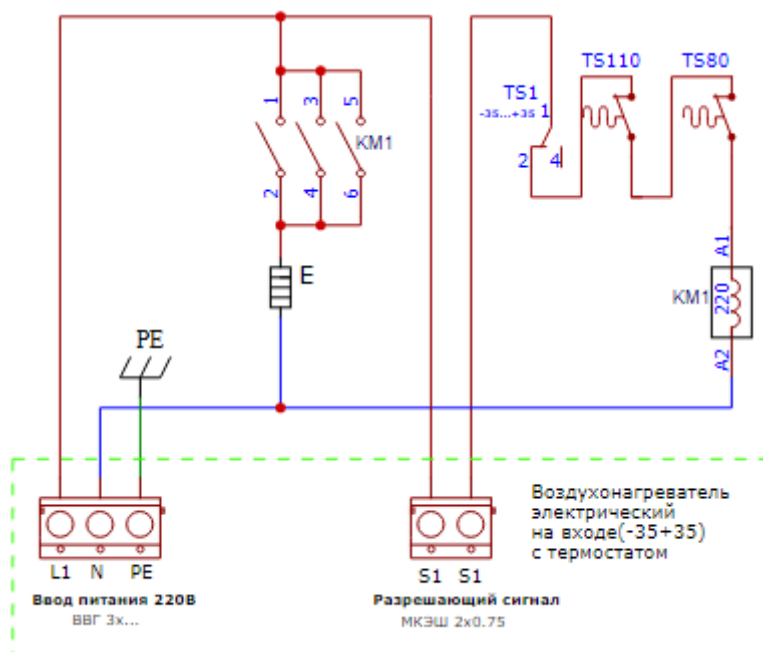 TS110
TS80
TS1
-35...+35
1
2
4
1
3
5
KM1
2
4
6
E
PE
A1
KM1
220
A2
Воздухонагреватель
электрический
на входе(-35+35)
с термостатом
L1 N PE
S1 S1
Ввод питания 220В
Разрешающий сигнал
ВВГ 3х...
МКЭШ 2х0.75